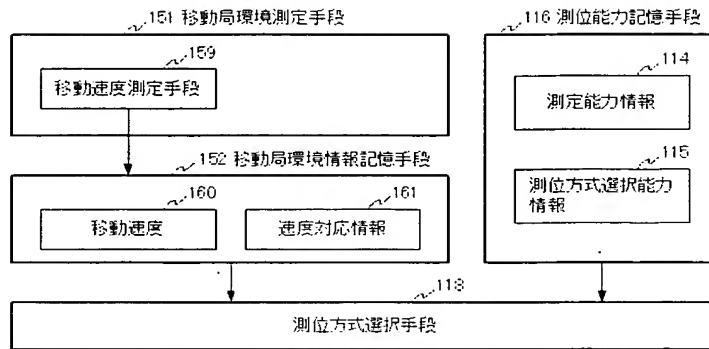 151 移動局環境測定手段
159
移動速度測定手段
152 移動局環境情報記憶手段
160
移動速度
161
速度対応情報
116 測位能力記憶手段
114
測定能力情報
115
測位方式選択能力
情報
118
測位方式選択手段